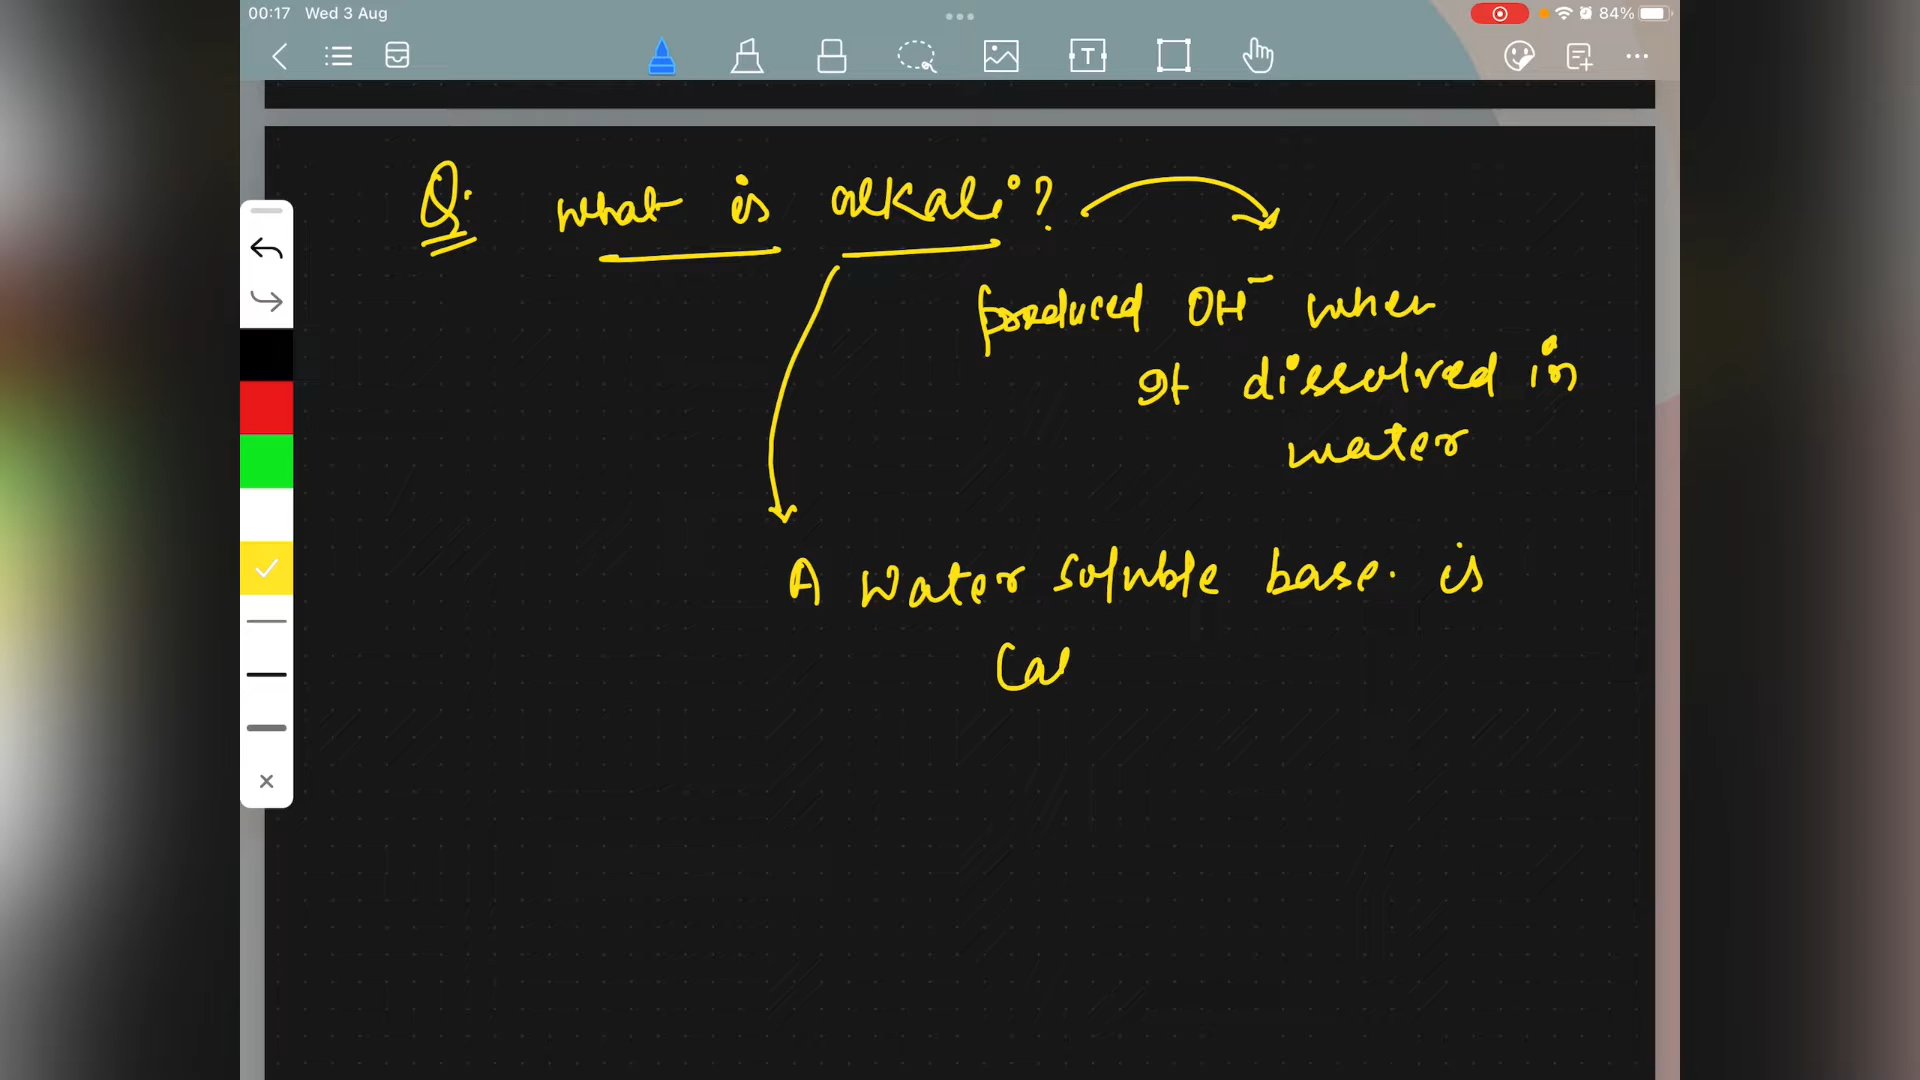 00:17 Wed 3 Aug
84%
T
Q. what is alkali?
produced OH⁻ when
It dissolved in
water
A water soluble base. is
Cal